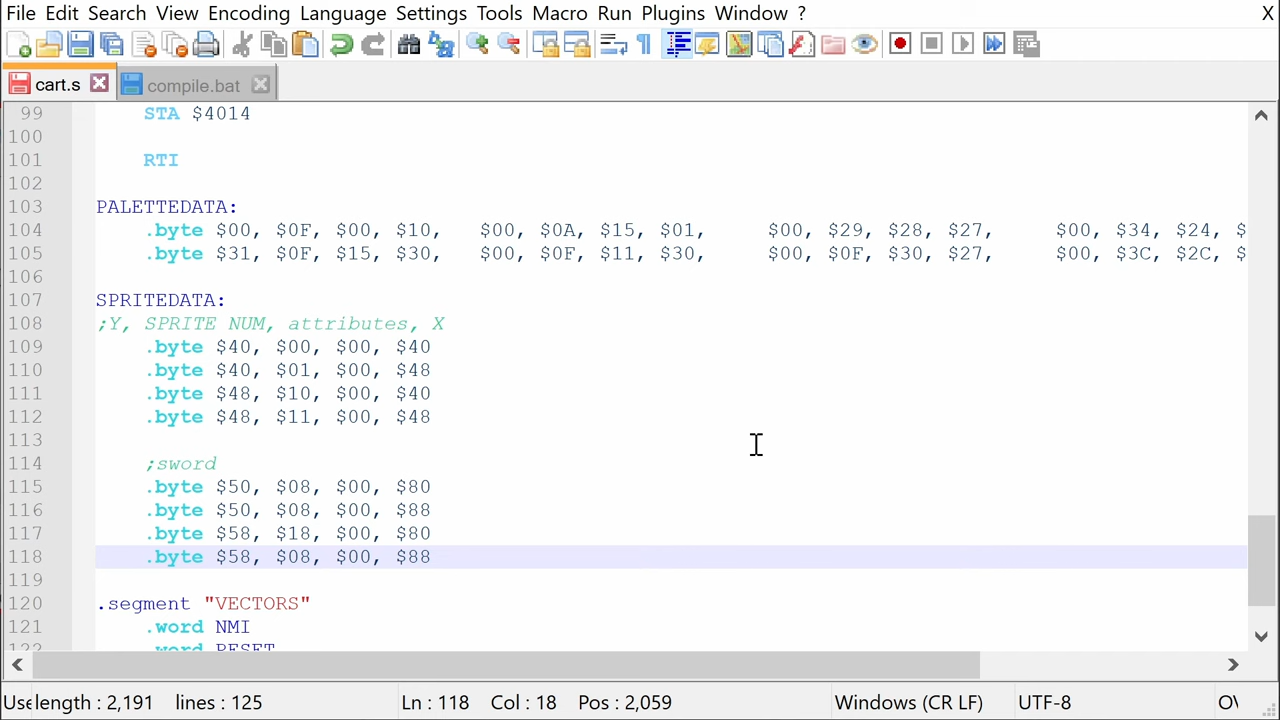 File Edit Search View Encoding Language Settings Tools Macro Run Plugins Window ? X
cart.s compile.bat
99 STA $4014
100
101 RTI
102
103 PALETTEDATA:
104 .byte $00, $0F, $00, $10, $00, $0A, $15, $01, $00, $29, $28, $27, $00, $34, $24, $
105 .byte $31, $0F, $15, $30, $00, $0F, $11, $30, $00, $0F, $30, $27, $00, $3C, $2C, $
106
107 SPRITEDATA:
108 ;Y, SPRITE NUM, attributes, X
109 .byte $40, $00, $00, $40
110 .byte $40, $01, $00, $48
111 .byte $48, $10, $00, $40
112 .byte $48, $11, $00, $48
113
114 ;sword
115 .byte $50, $08, $00, $80
116 .byte $50, $08, $00, $88
117 .byte $58, $18, $00, $80
118 .byte $58, $08, $00, $88
119
120 .segment "VECTORS"
121 .word NMI
122 .word RESET
Use length : 2,191 lines : 125 Ln : 118 Col : 18 Pos : 2,059 Windows (CR LF) UTF-8